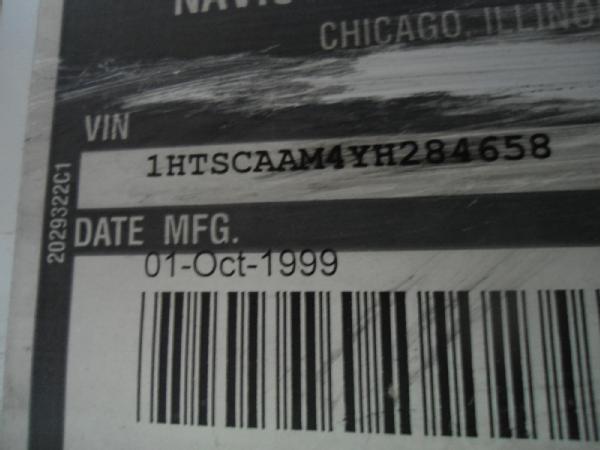 CHICAGO, ILLINO
VIN
1HTSCAAM4YH284658
2029322C1
DATE MFG.
01-Oct-1999